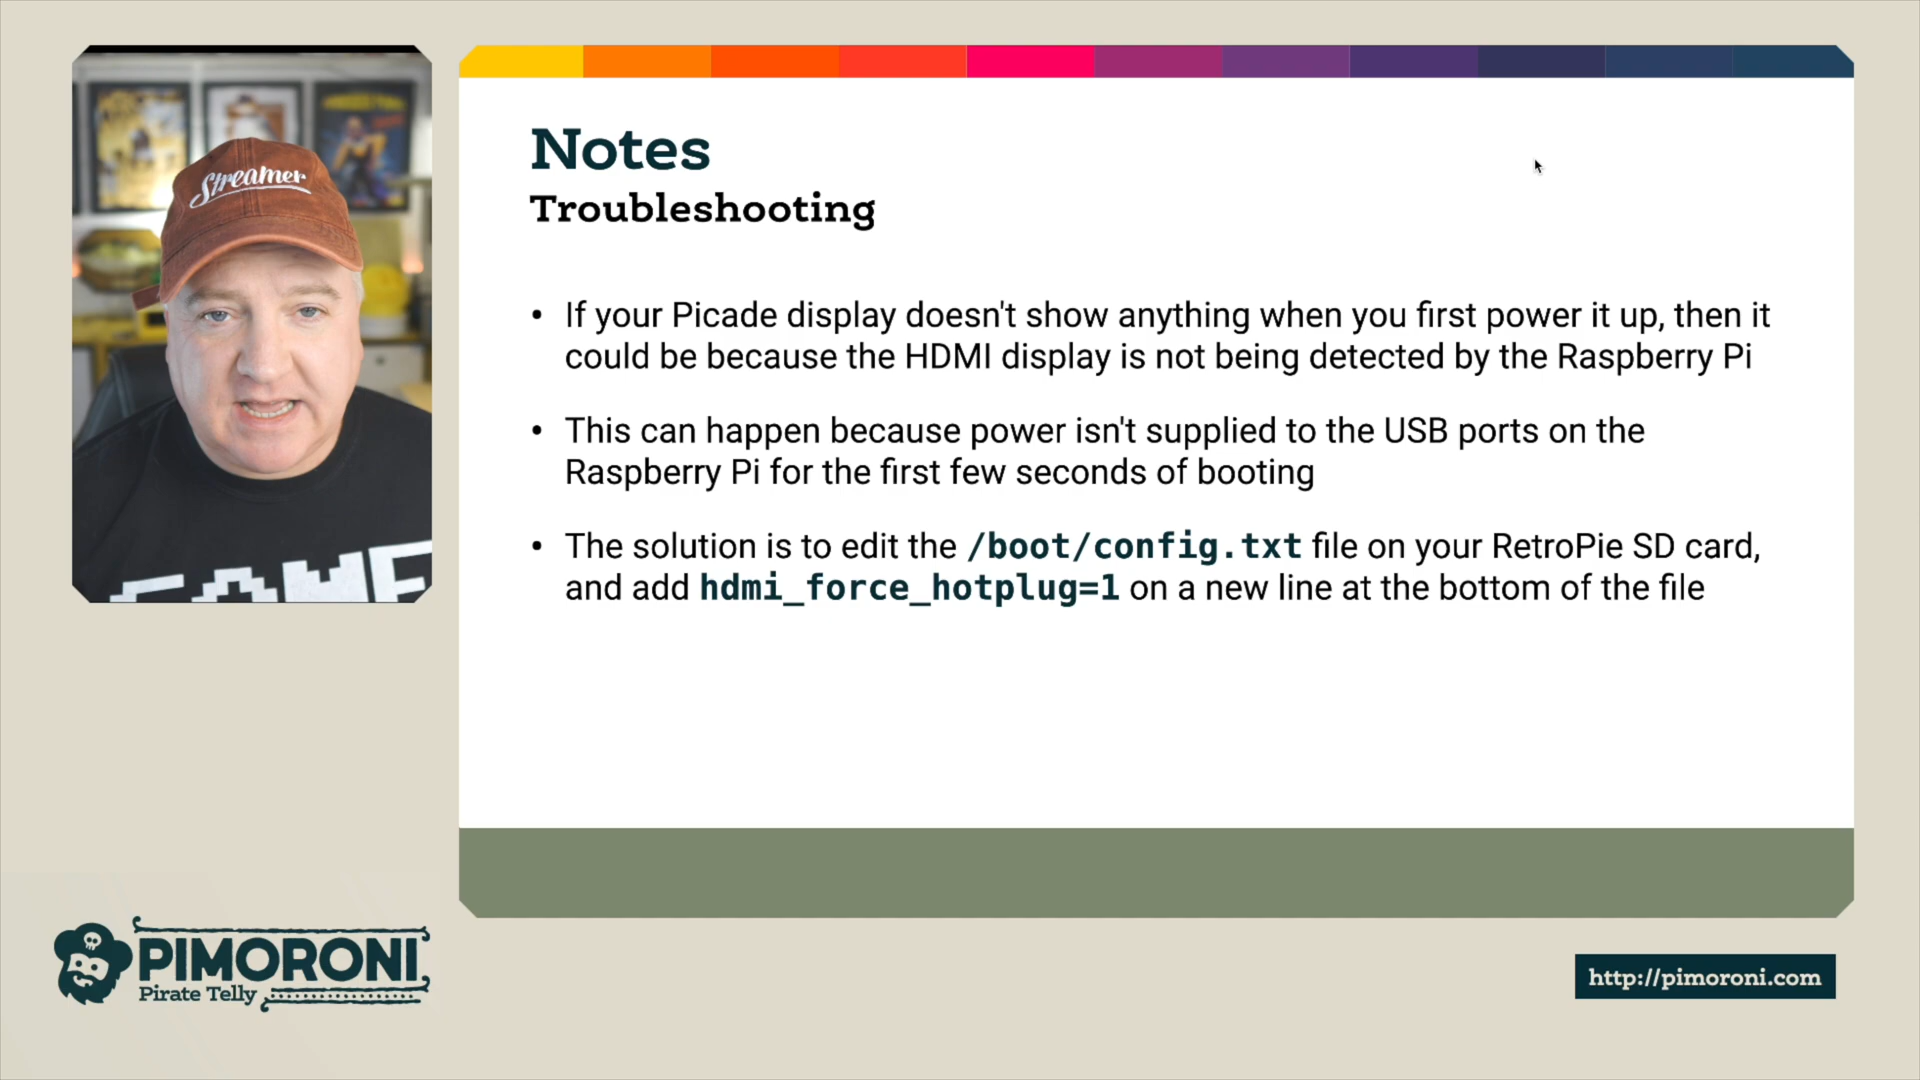 Streamer
Notes
Troubleshooting
• If your Picade display doesn't show anything when you first power it up, then it
could be because the HDMI display is not being detected by the Raspberry Pi
• This can happen because power isn't supplied to the USB ports on the
Raspberry Pi for the first few seconds of booting
• The solution is to edit the /boot/config.txt file on your RetroPie SD card,
and add hdmi_force_hotplug=1 on a new line at the bottom of the file
PIMORONI
Pirate Telly
http://pimoroni.com